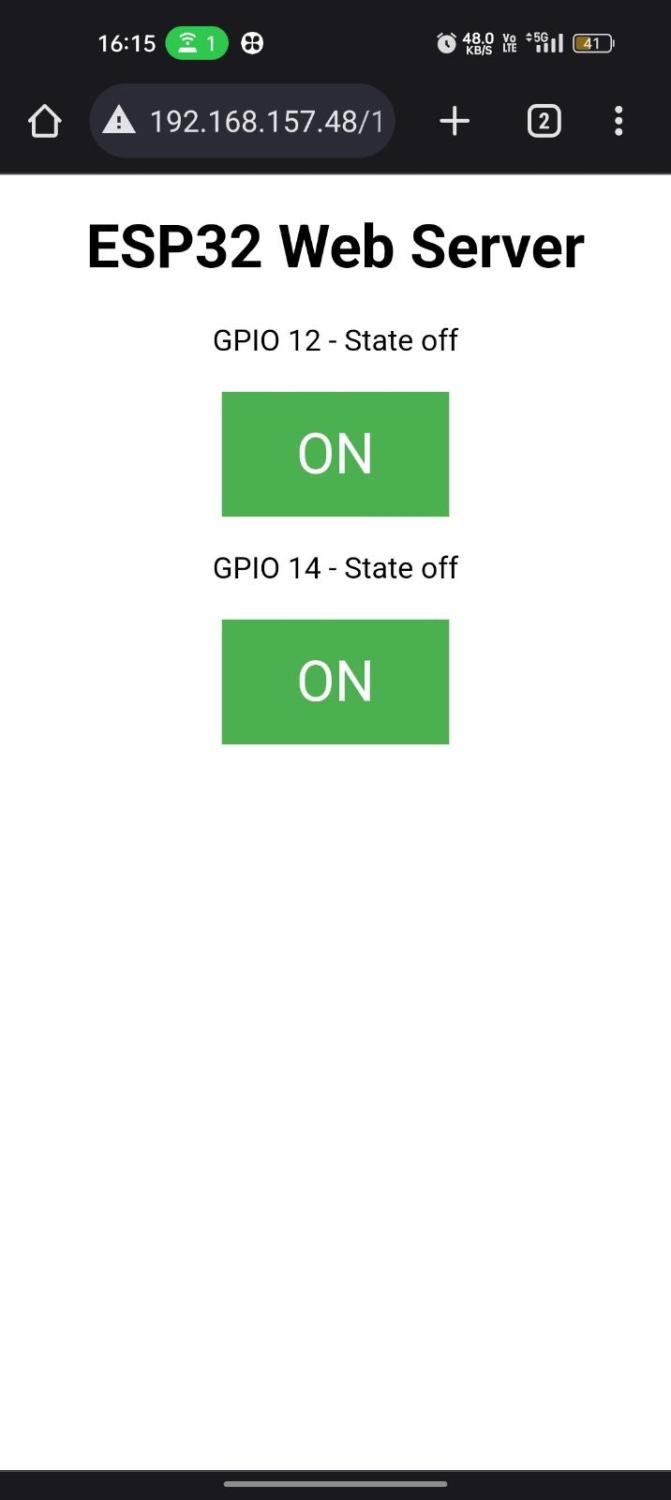 16:15 1 48.0 KB/S Vo LTE 5G 41
192.168.157.48/1 2
ESP32 Web Server
GPIO 12 - State off
ON
GPIO 14 - State off
ON